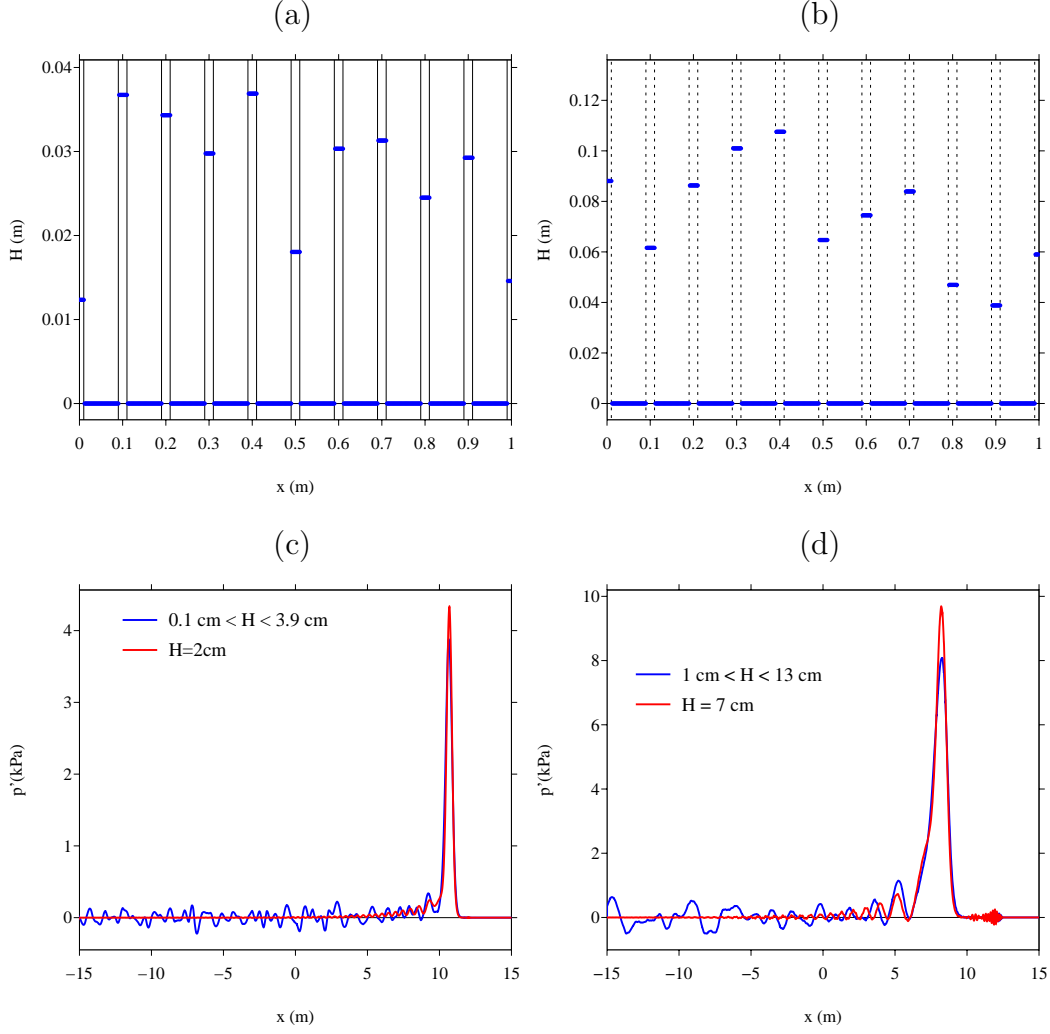 (a)
(b)
H (m)
0.04
0.03
0.02
0.01
0
0 0.1 0.2 0.3 0.4 0.5 0.6 0.7 0.8 0.9 1
x (m)
H (m)
0.12
0.1
0.08
0.06
0.04
0.02
0
0 0.1 0.2 0.3 0.4 0.5 0.6 0.7 0.8 0.9 1
x (m)
(c)
(d)
p'(kPa)
4
3
2
1
0
0.1 cm < H < 3.9 cm
H=2cm
−15 −10 −5 0 5 10 15
x (m)
p'(kPa)
10
8
6
4
2
0
1 cm < H < 13 cm
H = 7 cm
−15 −10 −5 0 5 10 15
x (m)